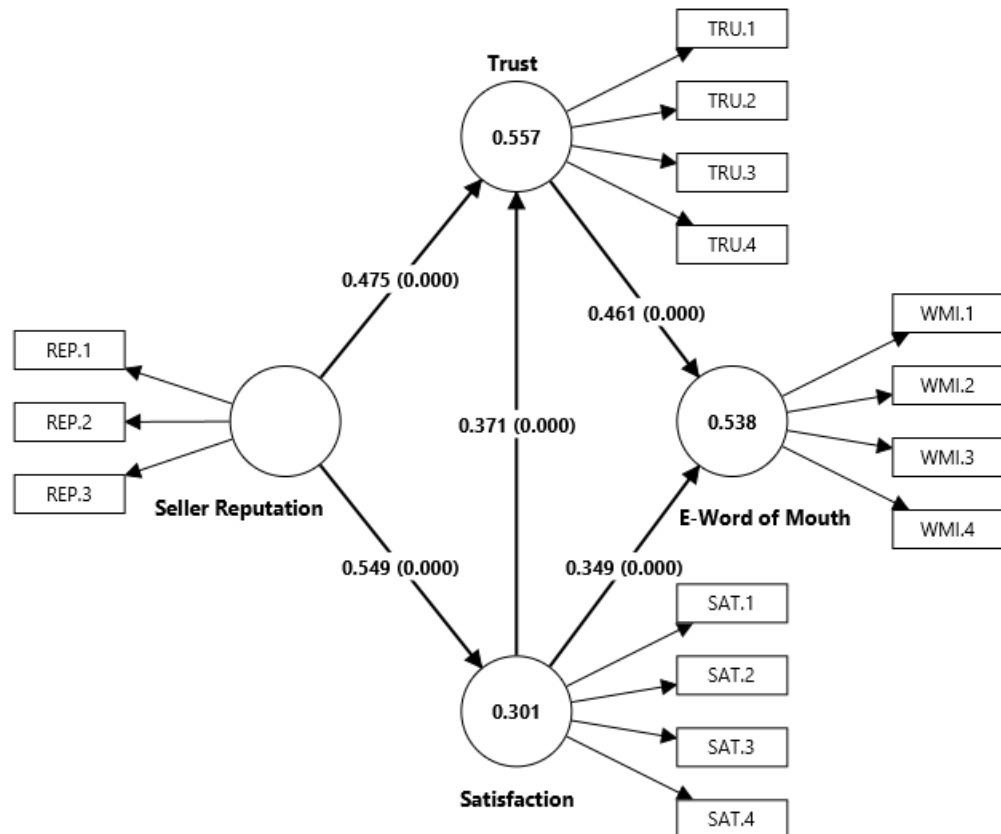 TRU.1
Trust
TRU.2
0.557
TRU.3
TRU.4
0.475 (0.000)
0.461 (0.000)
WMI.1
REP.1
WMI.2
REP.2
0.371 (0.000)
0.538
WMI.3
REP.3
Seller Reputation
E-Word of Mouth
WMI.4
0.549 (0.000)
0.349 (0.000)
SAT.1
SAT.2
0.301
SAT.3
Satisfaction
SAT.4